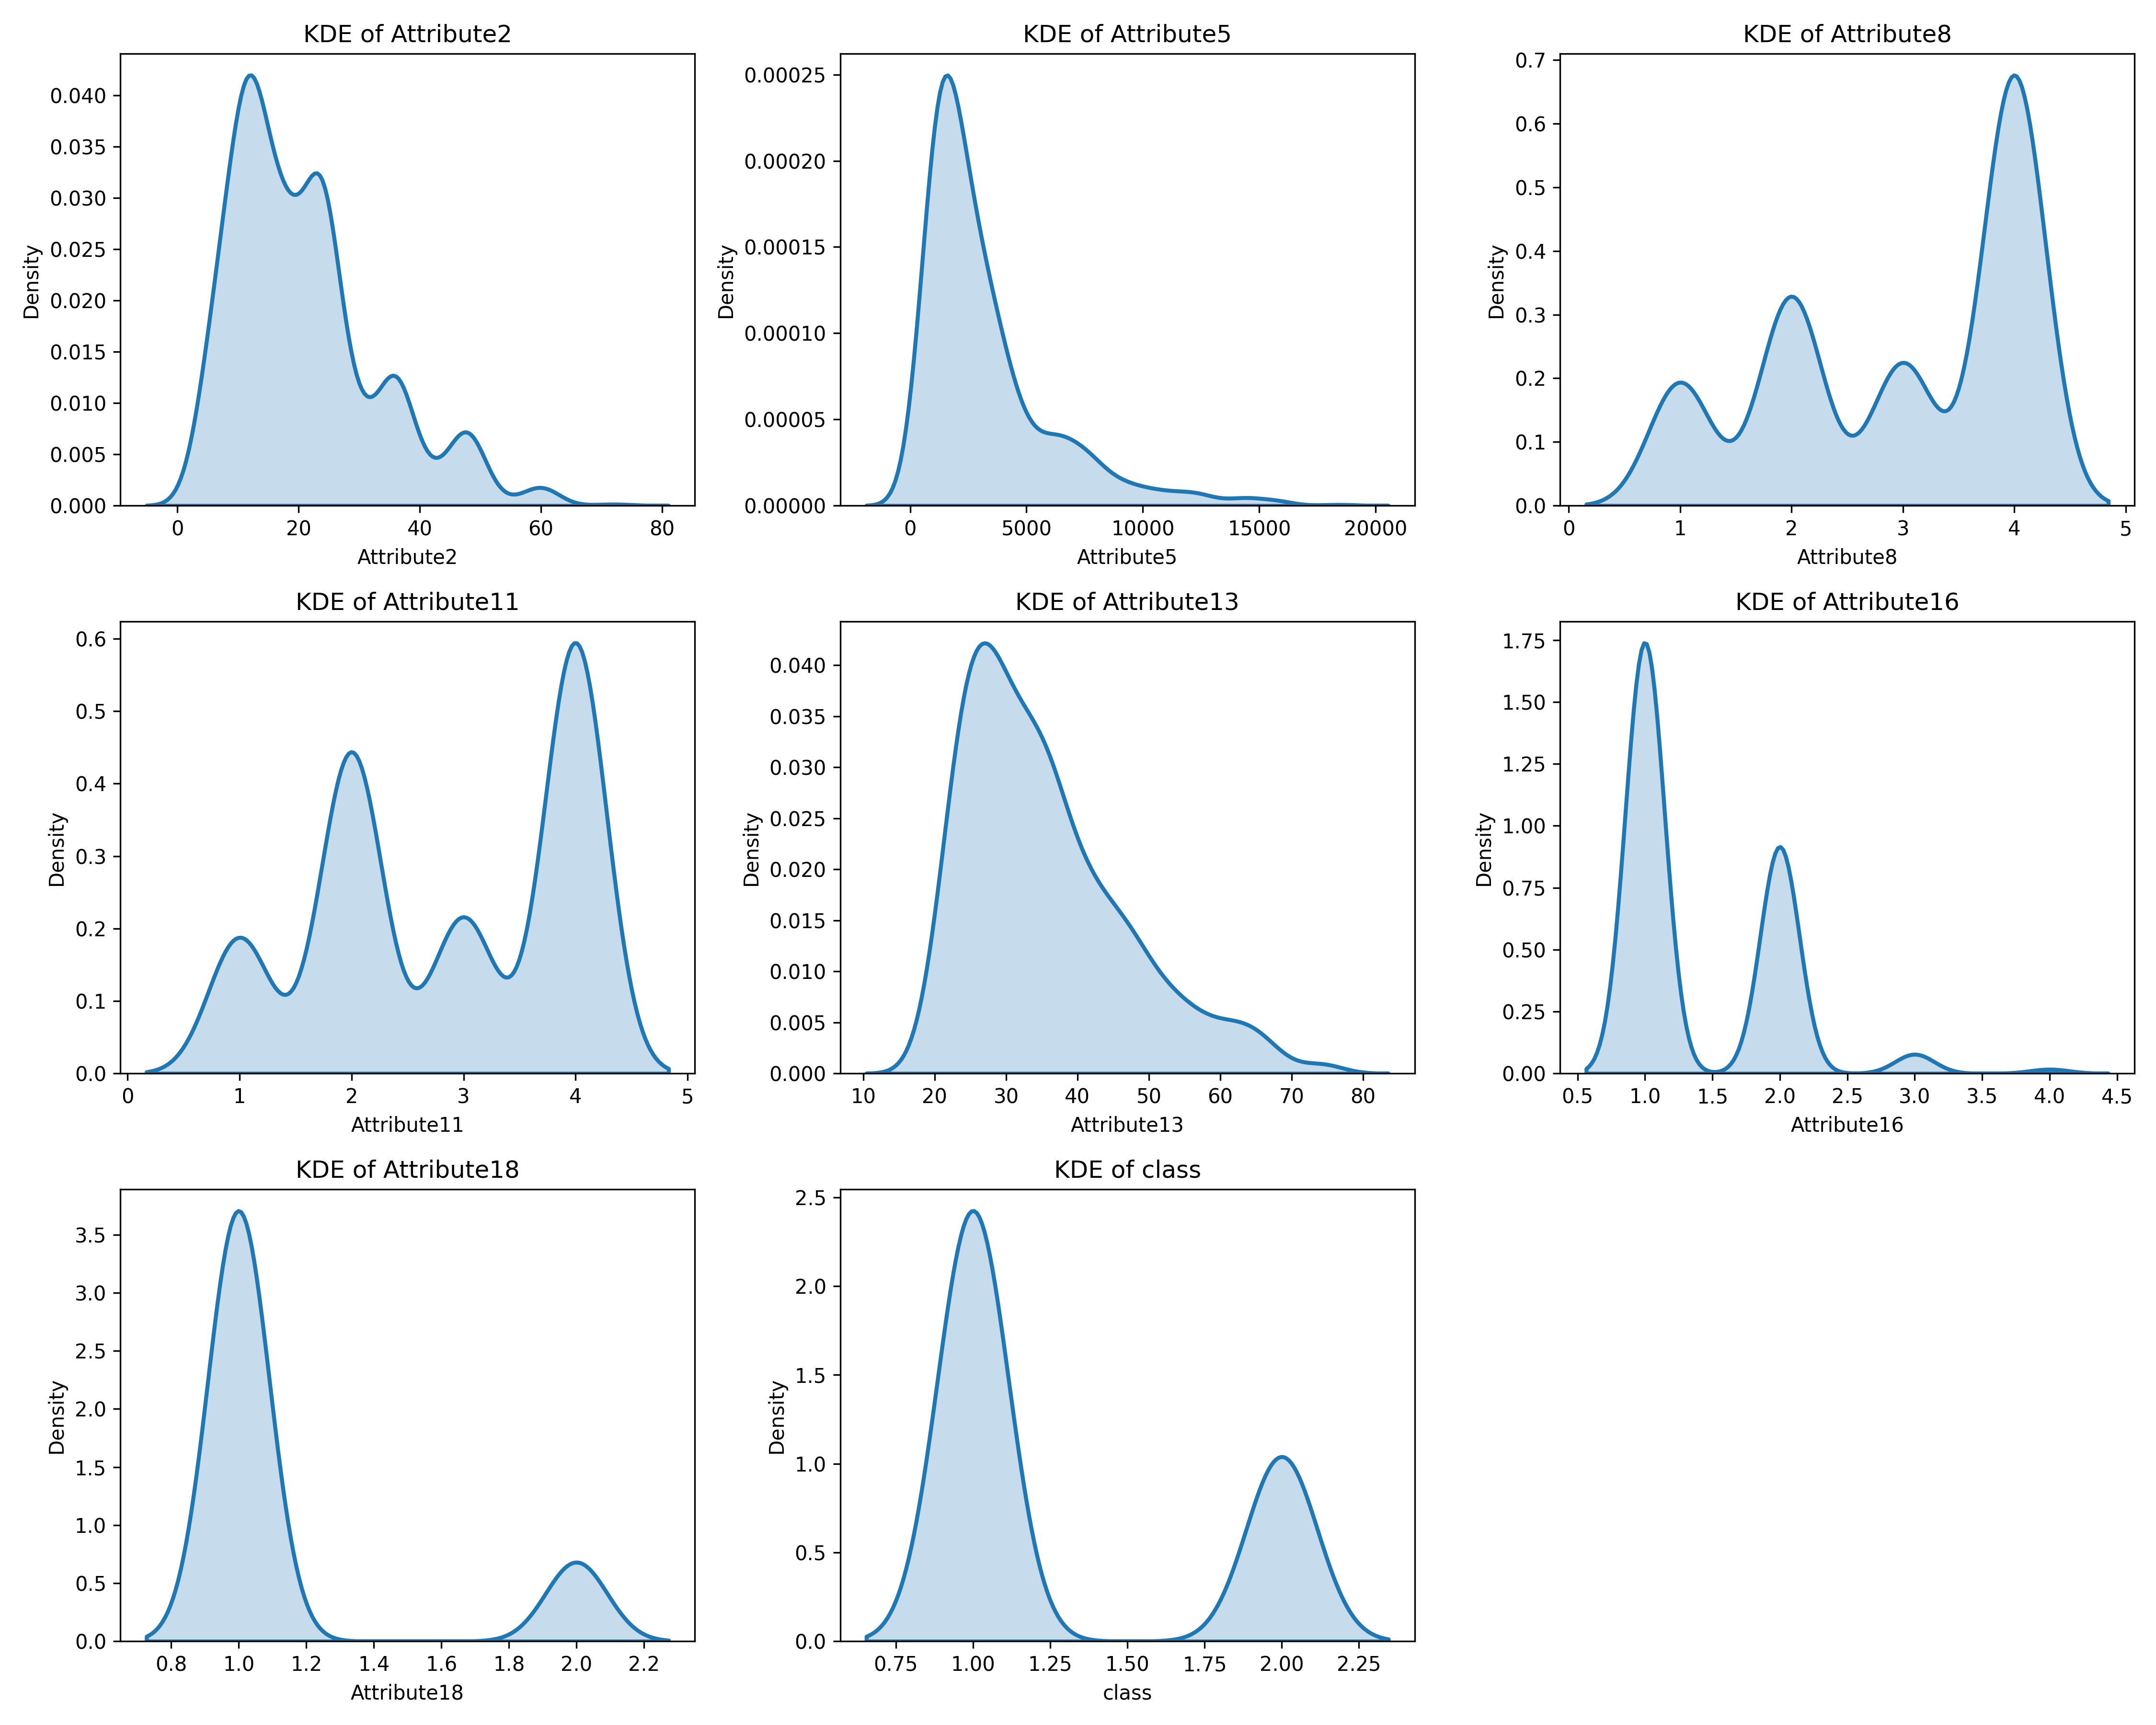 KDE of Attribute2
Density
0.040
0.035
0.030
0.025
0.020
0.015
0.010
0.005
0.000
0 20 40 60 80
Attribute2
KDE of Attribute5
Density
0.00025
0.00020
0.00015
0.00010
0.00005
0.00000
0 5000 10000 15000 20000
Attribute5
KDE of Attribute8
Density
0.7
0.6
0.5
0.4
0.3
0.2
0.1
0.0
0 1 2 3 4 5
Attribute8
KDE of Attribute11
Density
0.6
0.5
0.4
0.3
0.2
0.1
0.0
0 1 2 3 4 5
Attribute11
KDE of Attribute13
Density
0.040
0.035
0.030
0.025
0.020
0.015
0.010
0.005
0.000
10 20 30 40 50 60 70 80
Attribute13
KDE of Attribute16
Density
1.75
1.50
1.25
1.00
0.75
0.50
0.25
0.00
0.5 1.0 1.5 2.0 2.5 3.0 3.5 4.0 4.5
Attribute16
KDE of Attribute18
Density
3.5
3.0
2.5
2.0
1.5
1.0
0.5
0.0
0.8 1.0 1.2 1.4 1.6 1.8 2.0 2.2
Attribute18
KDE of class
Density
2.5
2.0
1.5
1.0
0.5
0.0
0.75 1.00 1.25 1.50 1.75 2.00 2.25
class